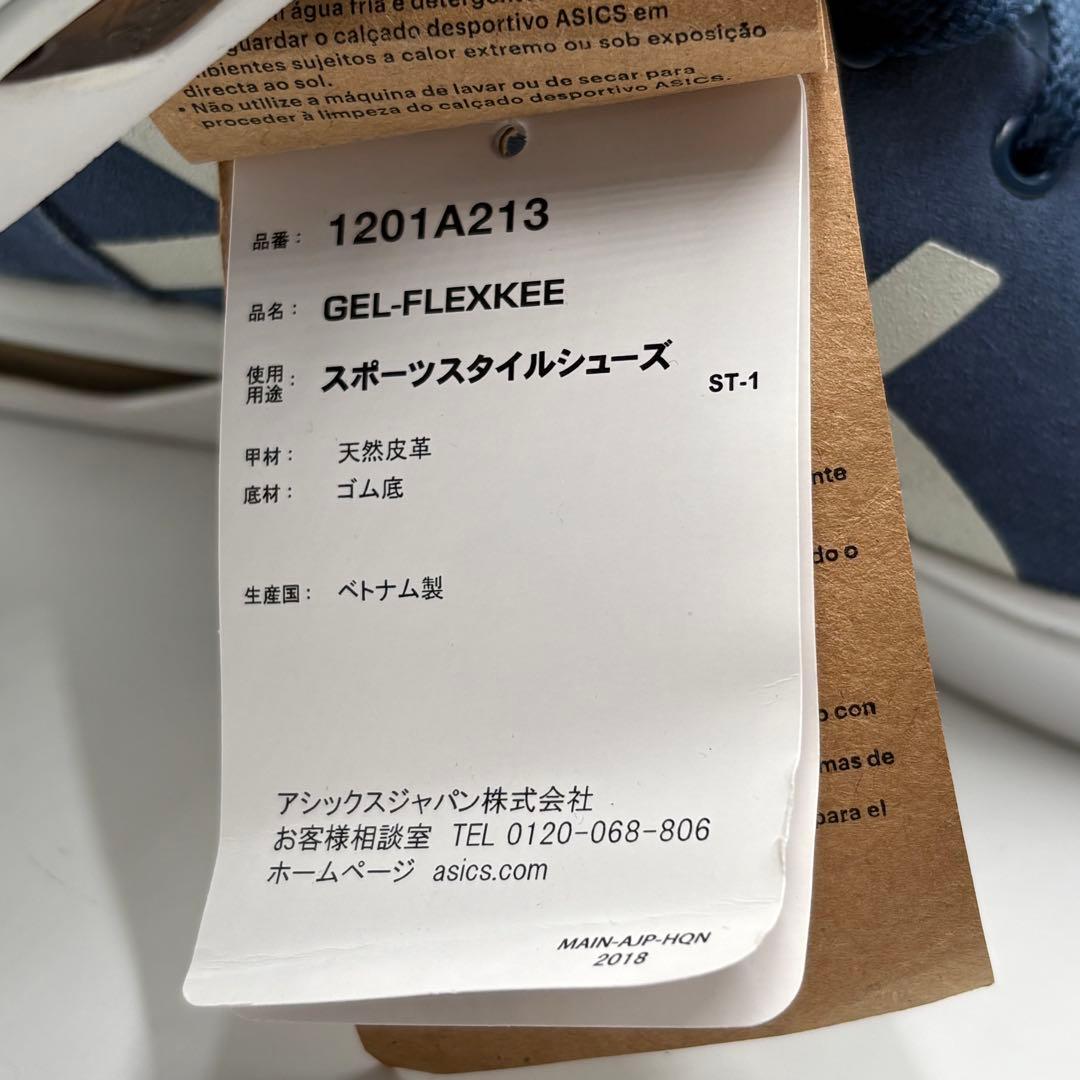 água fria e
guardar o calçado desportivo ASICS em
sujeitos a calor extremo ou sob exposição
directa ao sol.
• Não utilize a máquina de lavar ou de secar para
proceder à limpeza do calçado desportivo ASICS.
品番： 1201A213
品名： GEL-FLEXKEE
使用用途： スポーツスタイルシューズ
ST-1
甲材： 天然皮革
底材： ゴム底
生産国： ベトナム製
アシックスジャパン株式会社
お客様相談室 TEL 0120-068-806
ホームページ asics.com
MAIN-AJP-HQN
2018
o
con
de
para el